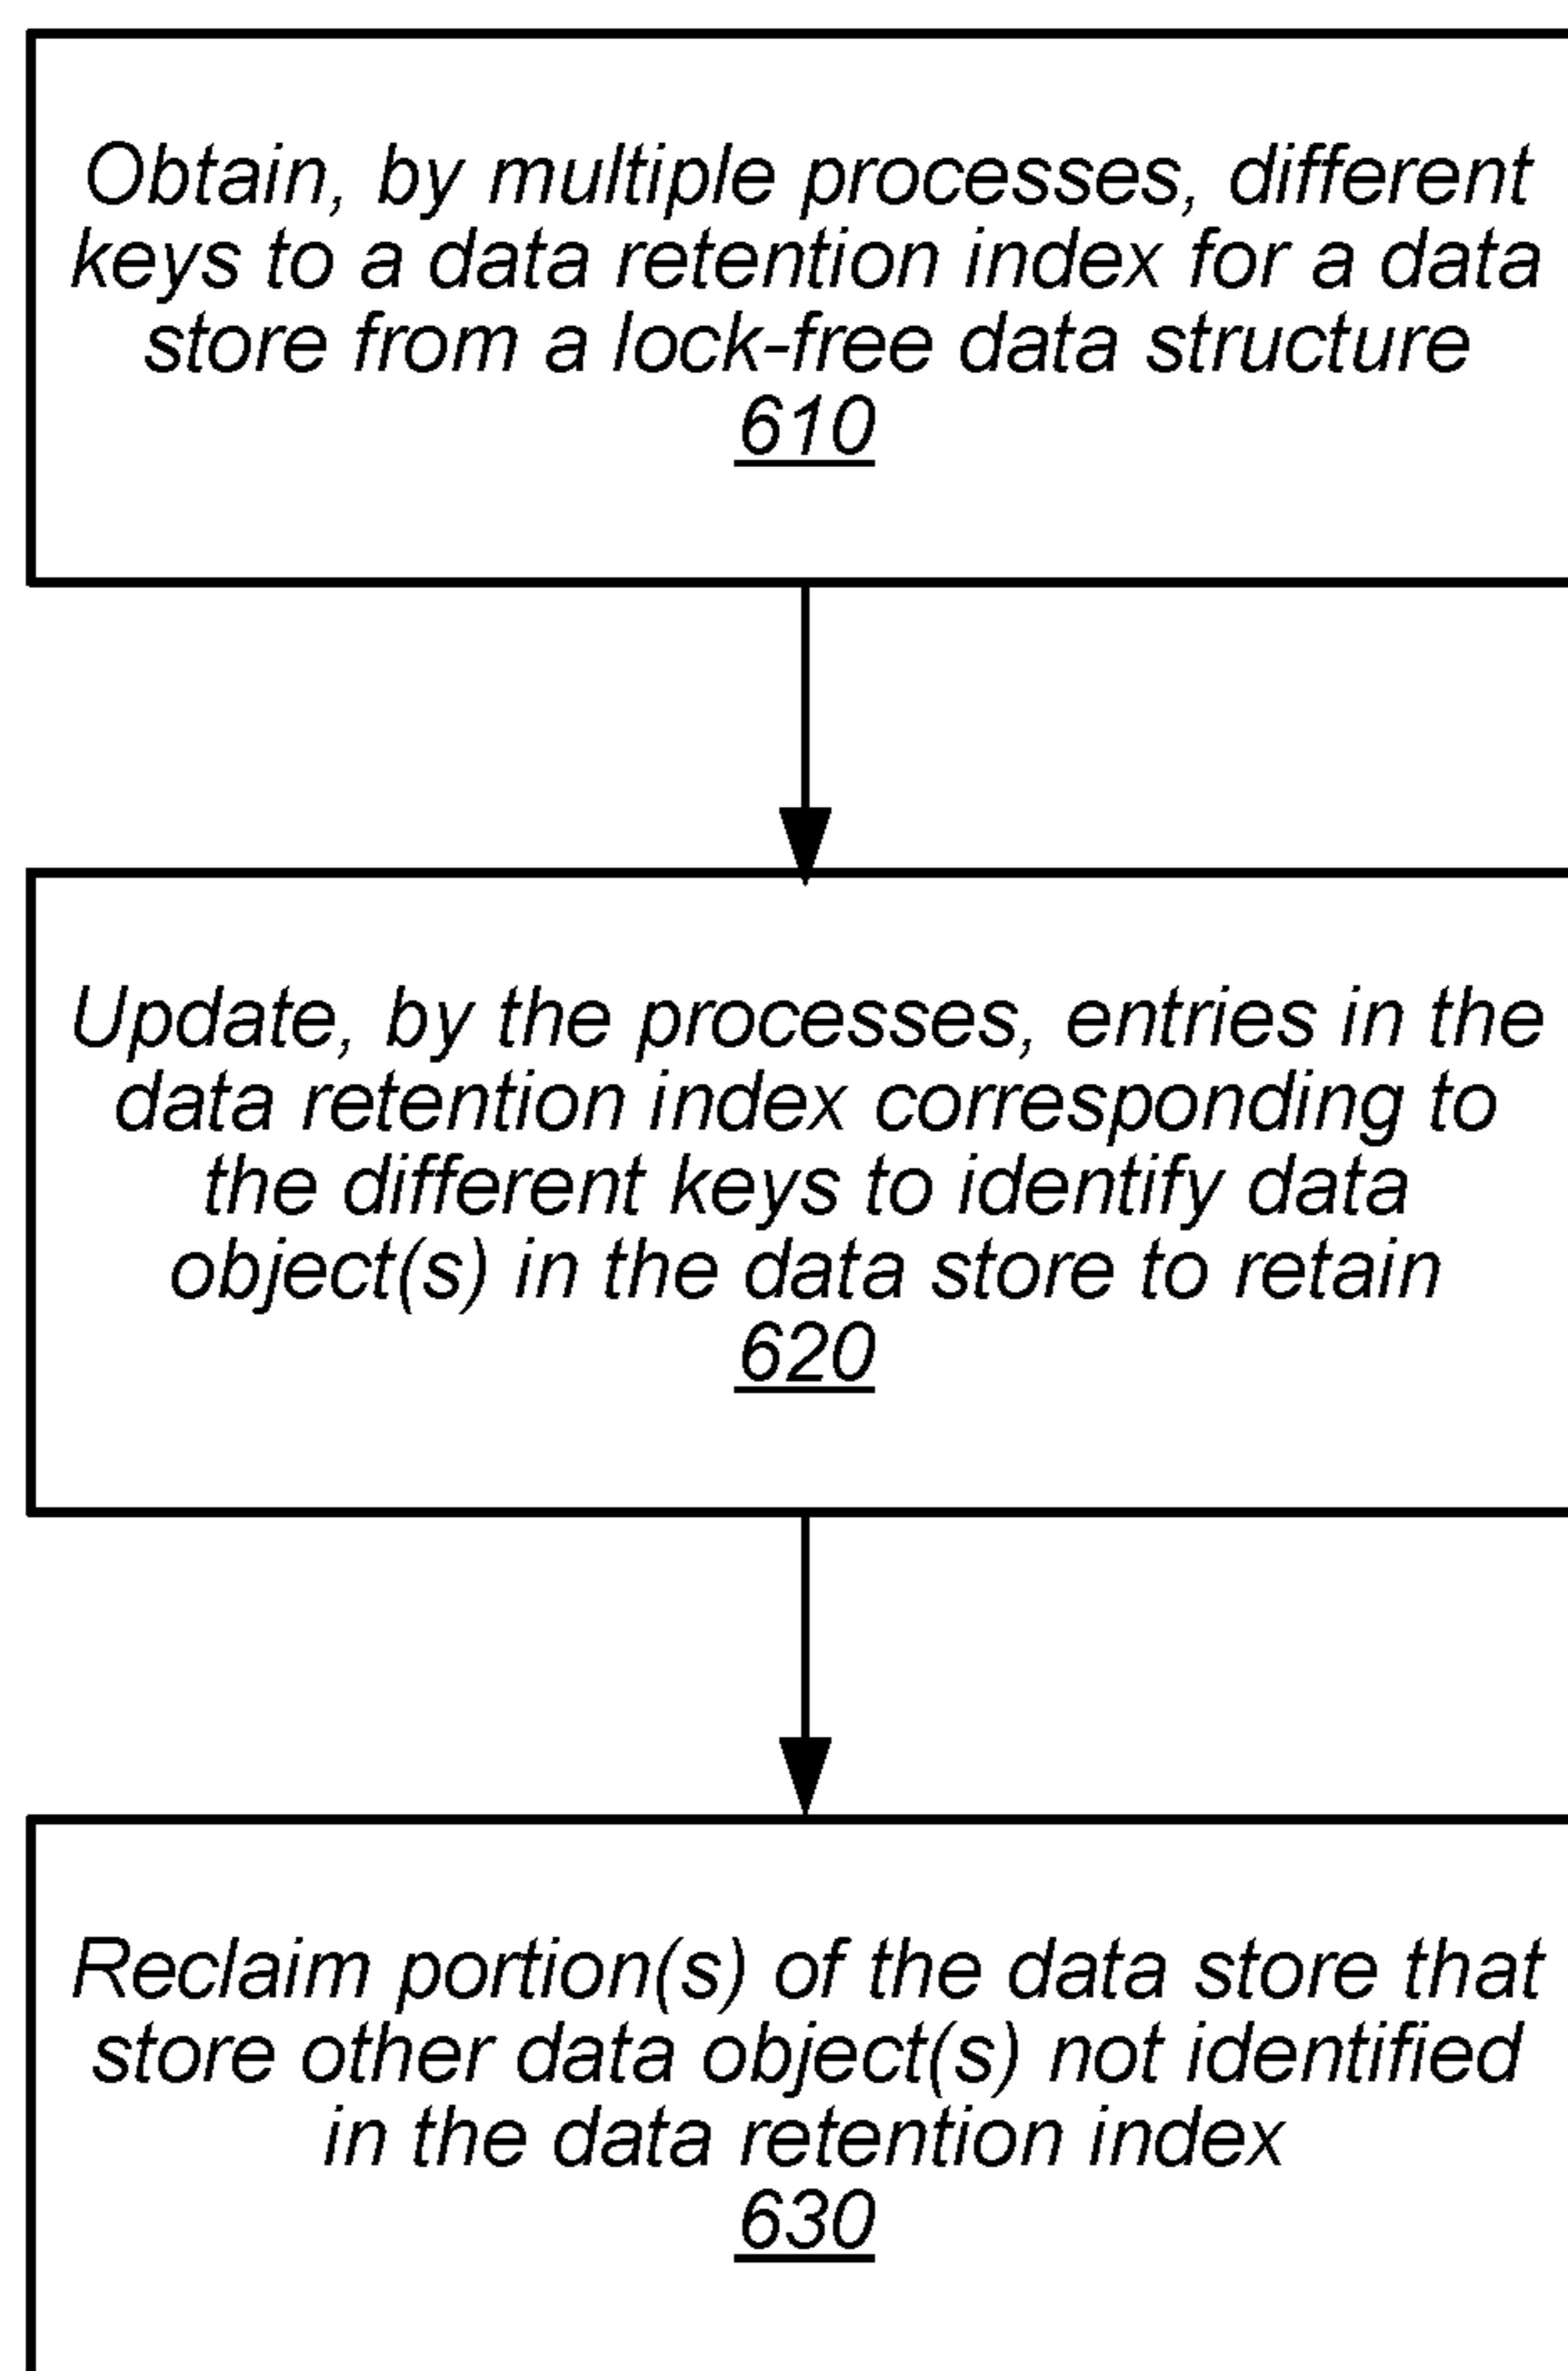 Obtain, by multiple processes, different
keys to a data retention index for a data
store from a lock-free data structure
610
Update, by the processes, entries in the
data retention index corresponding to
the different keys to identify data
object(s) in the data store to retain
620
Reclaim portion(s) of the data store that
store other data object(s) not identified
in the data retention index
630